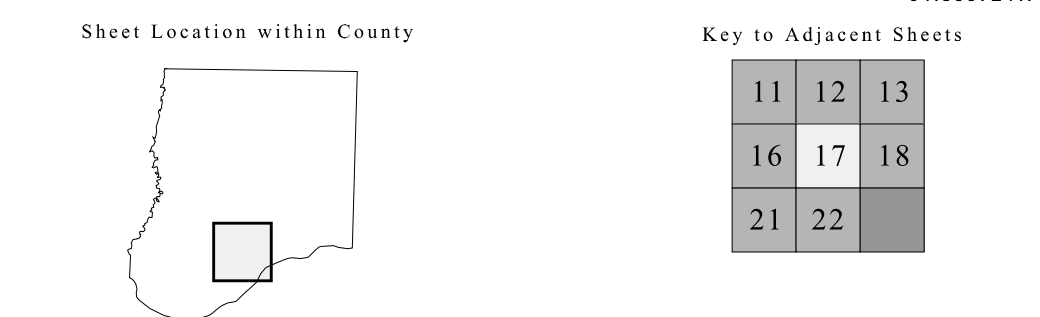 Sheet Location within County
Key to Adjacent Sheets
11 12 13
16 17 18
21 22